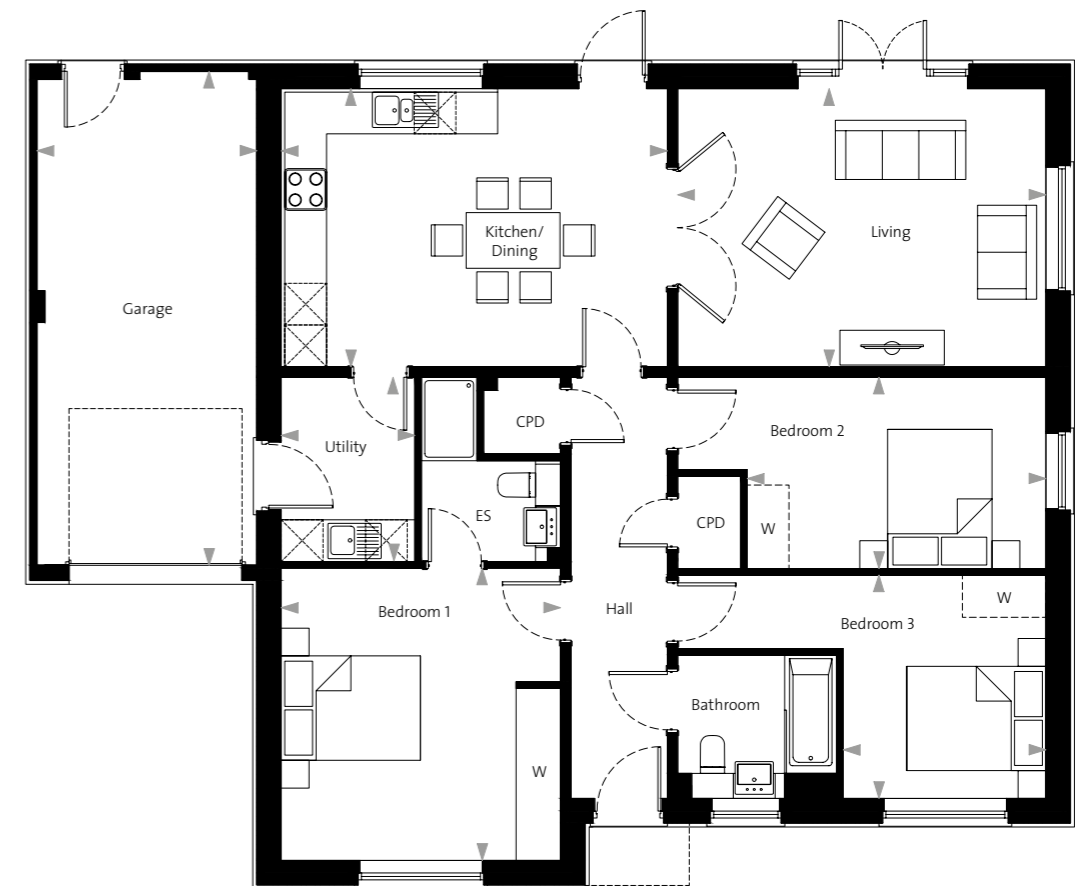 Kitchen/
Dining
Living
Garage
CPD
Bedroom 2
Utility
ES
CPD
W
W
Bedroom 1
Hall
Bedroom 3
Bathroom
W